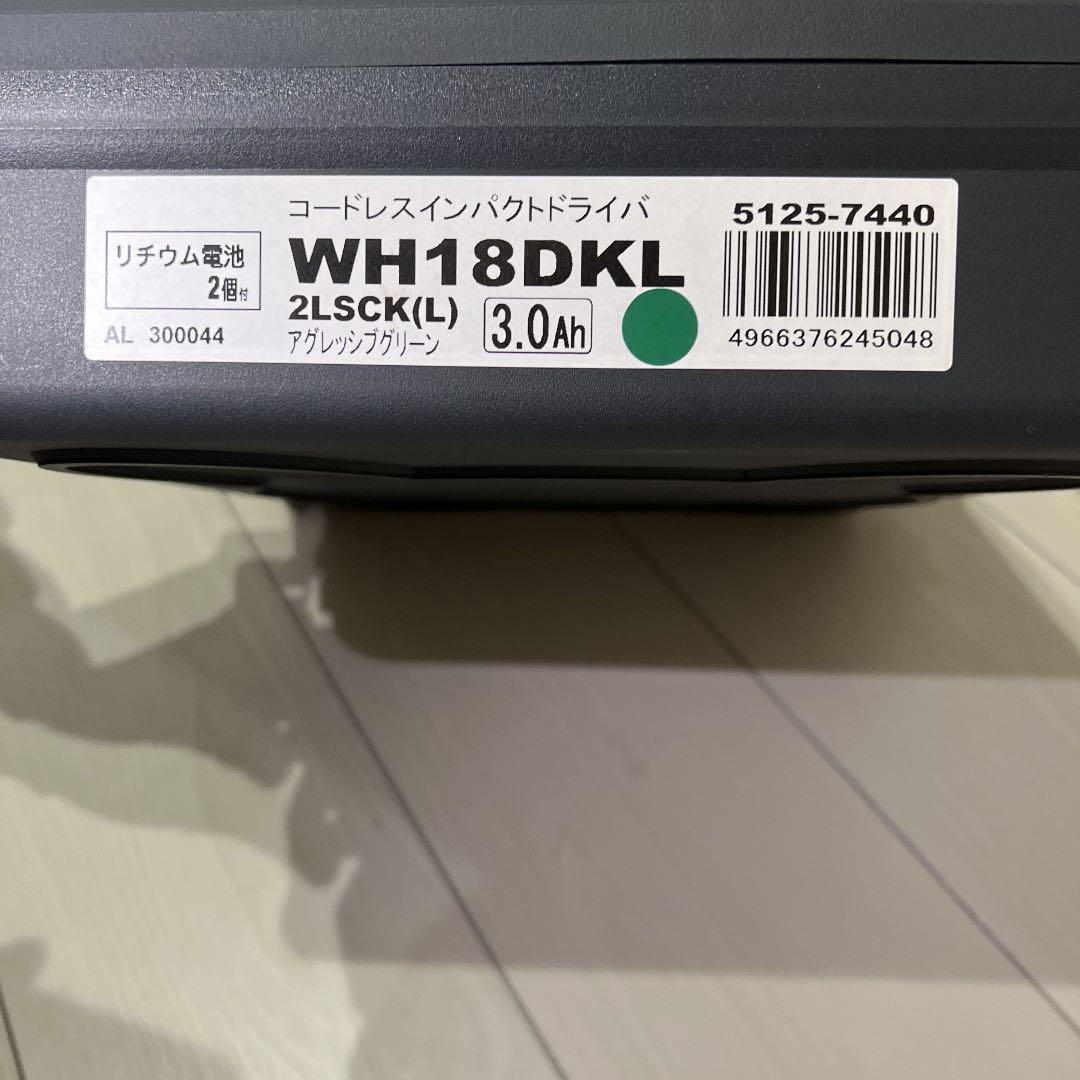 コードレスインパクトドライバ
リチウム電池
2個付
WH18DKL
2LSCK(L)
3.0Ah
アグレッシブグリーン
AL 300044
5125-7440
4966376245048